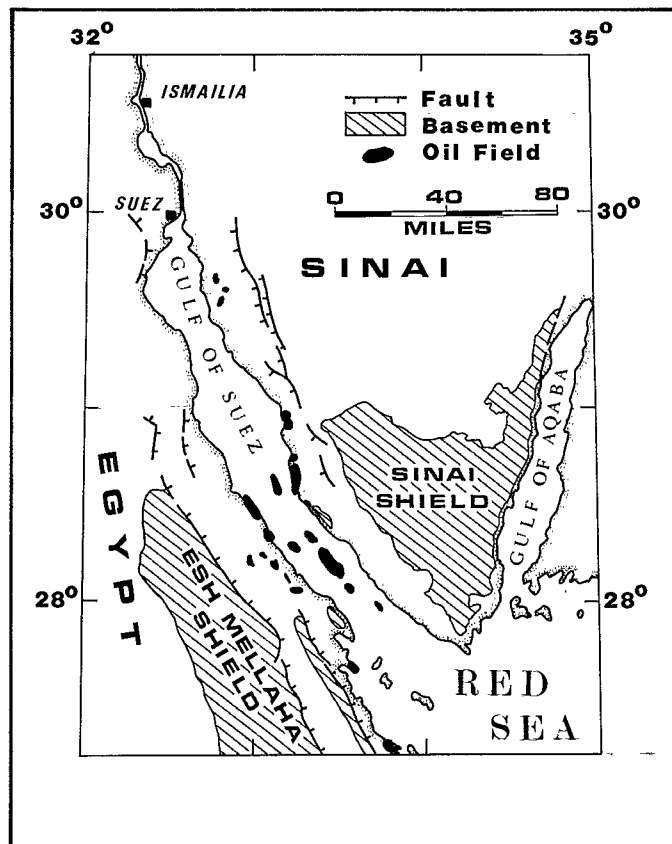 32°
35°
ISMAILIA
Fault
Basement
Oil Field
30°
SUEZ
0 40 80
MILES
30°
SINAI
GULF OF SUEZ
GULF OF AQABA
SINAI
SHIELD
EGYPT
ESH MELLAHA
SHIELD
28°
28°
RED
SEA